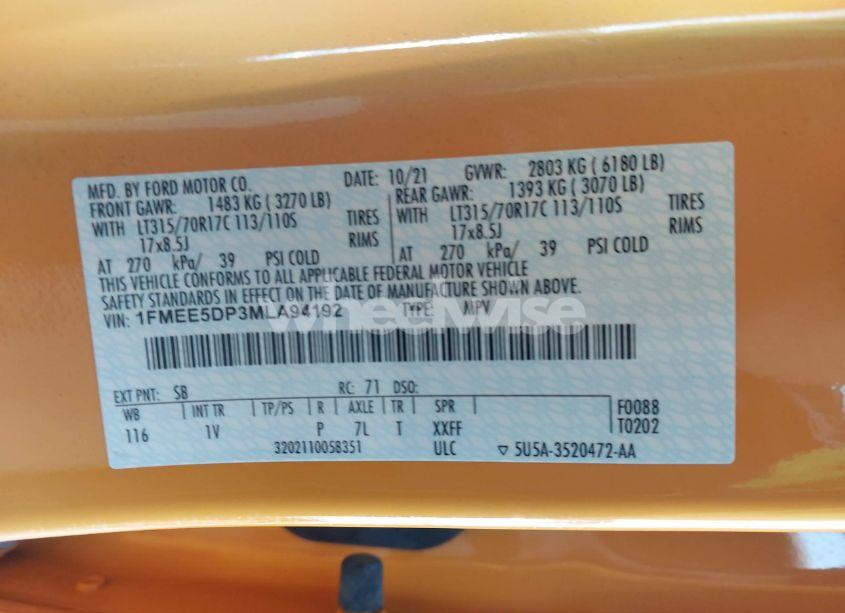 MFD. BY FORD MOTOR CO. DATE: 10/21 GVWR: 2803 KG ( 6180 LB)
FRONT GAWR: 1483 KG ( 3270 LB) REAR GAWR: 1393 KG ( 3070 LB)
WITH LT315/70R17C 113/110S TIRES WITH LT315/70R17C 113/110S TIRES
17x8.5J RIMS 17x8.5J RIMS
AT 270 kPa/ 39 PSI COLD AT 270 kPa/ 39 PSI COLD
THIS VEHICLE CONFORMS TO ALL APPLICABLE FEDERAL MOTOR VEHICLE
SAFETY STANDARDS IN EFFECT ON THE DATE OF MANUFACTURE SHOWN ABOVE.
VIN: 1FMEE5DP3MLA94192 TYPE: MPV
wheelwise
EXT PNT: SB RC: 71 DSO:
WB INT TR TP/PS R AXLE TR SPR F0088
116 1V P 7L T XXFF T0202
3202110058351 ULC ▽ 5U5A-3520472-AA